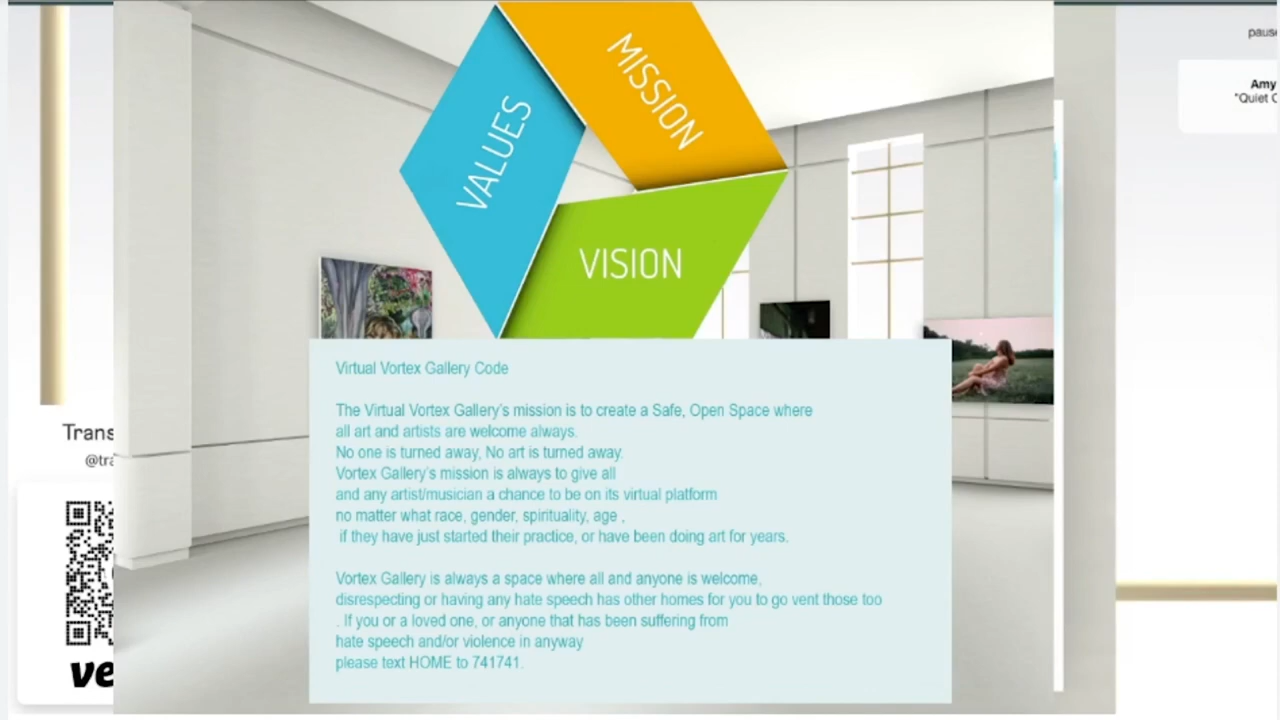 MISSION
VALUES
VISION
Virtual Vortex Gallery Code
The Virtual Vortex Gallery's mission is to create a Safe, Open Space where
all art and artists are welcome always.
No one is turned away, No art is turned away.
Vortex Gallery's mission is always to give all
and any artist/musician a chance to be on its virtual platform
no matter what race, gender, spirituality, age ,
if they have just started their practice, or have been doing art for years.
Vortex Gallery is always a space where all and anyone is welcome,
disrespecting or having any hate speech has other homes for you to go vent those too
. If you or a loved one, or anyone that has been suffering from
hate speech and/or violence in anyway
please text HOME to 741741.
Trans
@tra
ve
paus
Amy
"Quiet